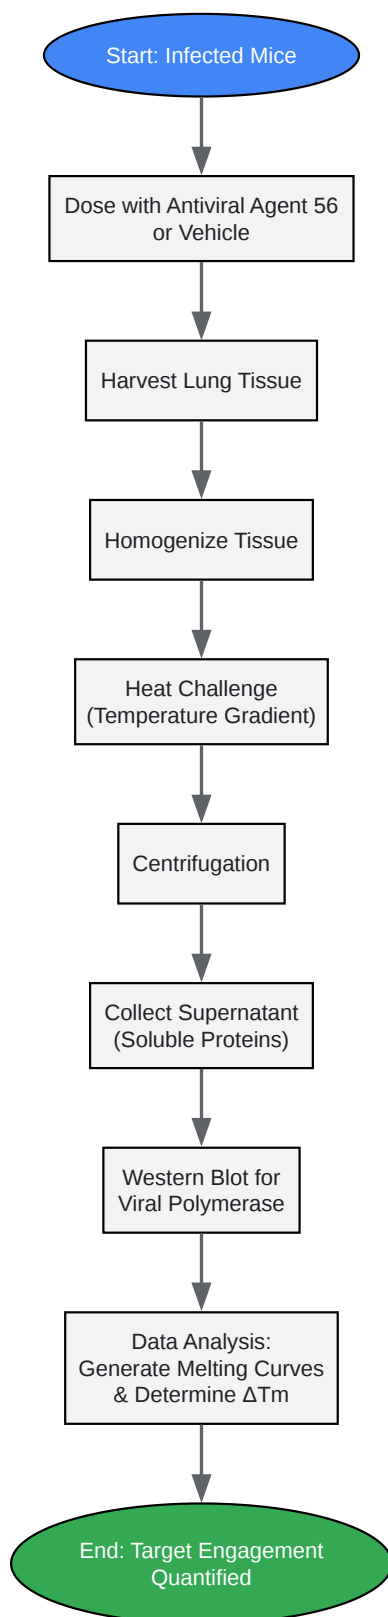 Start: Infected Mice
Dose with Antiviral Agent 56
or Vehicle
Harvest Lung Tissue
Homogenize Tissue
Heat Challenge
(Temperature Gradient)
Centrifugation
Collect Supernatant
(Soluble Proteins)
Western Blot for
Viral Polymerase
Data Analysis:
Generate Melting Curves
& Determine ΔTm
End: Target Engagement
Quantified